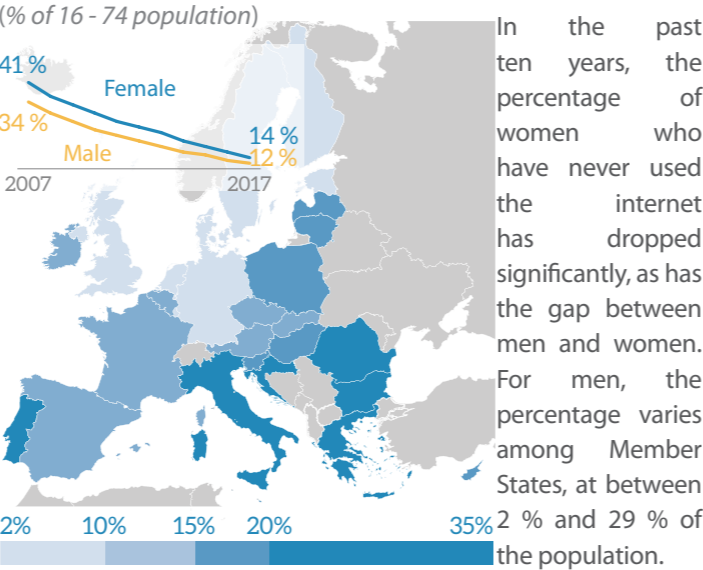 (% of 16 - 74 population)
41 %
Female
34 %
Male
14 %
12 %
2007
2017
2%
10%
15%
20%
35%
In the past
ten years, the
percentage of
women who
have never used
the internet
has dropped
significantly, as has
the gap between
men and women.
For men, the
percentage varies
among Member
States, at between
2 % and 29 % of
the population.